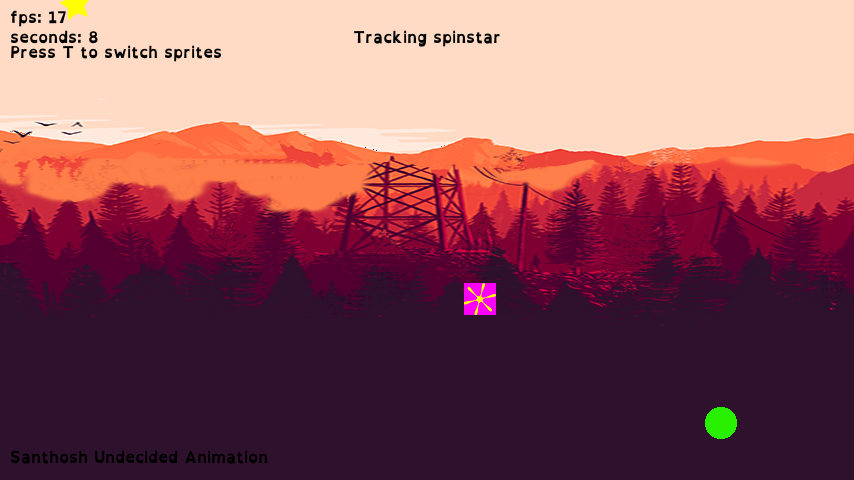 fps: 17
seconds: 8
Tracking spinstar
Press T to switch sprites
Santhosh Undecided Animation